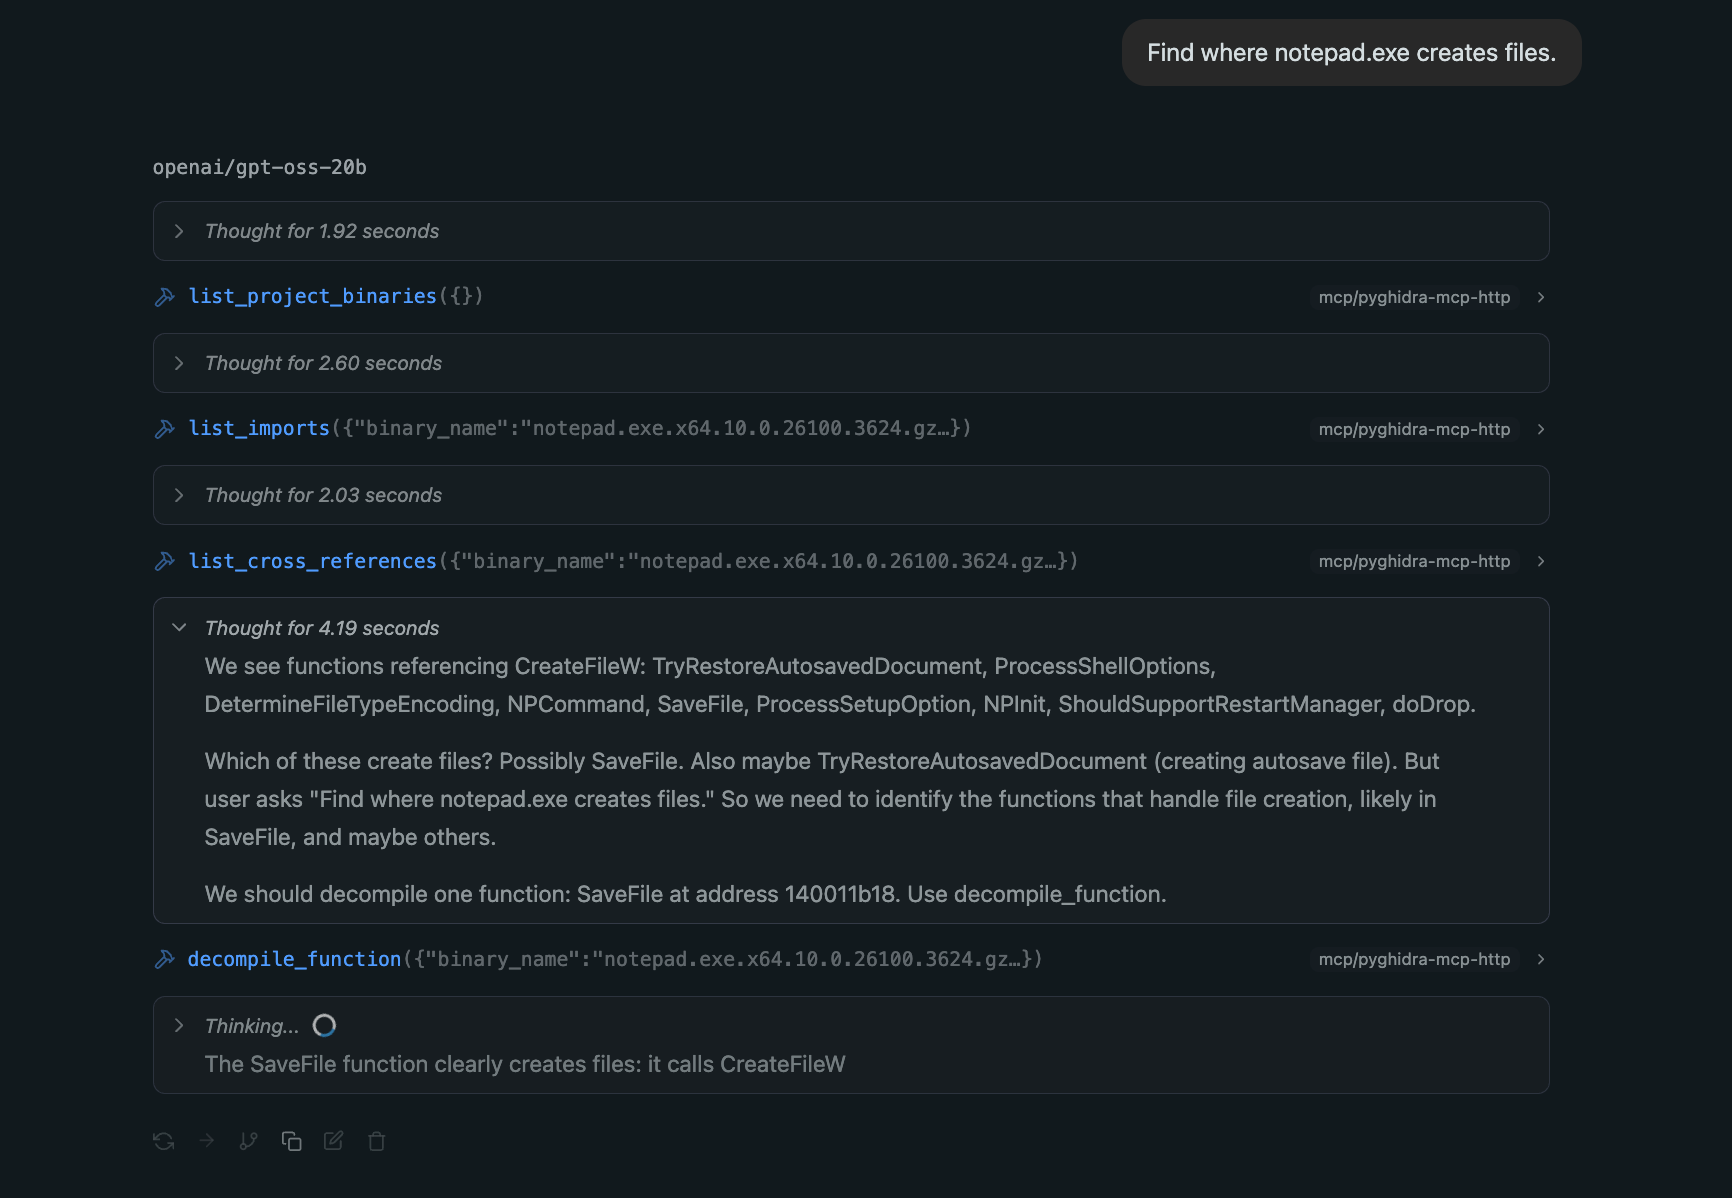 Find where notepad.exe creates files.
openai/gpt-oss-20b
Thought for 1.92 seconds
list_project_binaries({})
mcp/pyghidra-mcp-http
Thought for 2.60 seconds
list_imports({"binary_name":"notepad.exe.x64.10.0.26100.3624.gz…})
mcp/pyghidra-mcp-http
Thought for 2.03 seconds
list_cross_references({"binary_name":"notepad.exe.x64.10.0.26100.3624.gz…})
mcp/pyghidra-mcp-http
Thought for 4.19 seconds
We see functions referencing CreateFileW: TryRestoreAutosavedDocument, ProcessShellOptions,
DetermineFileTypeEncoding, NPCommand, SaveFile, ProcessSetupOption, NPInit, ShouldSupportRestartManager, doDrop.
Which of these create files? Possibly SaveFile. Also maybe TryRestoreAutosavedDocument (creating autosave file). But
user asks "Find where notepad.exe creates files." So we need to identify the functions that handle file creation, likely in
SaveFile, and maybe others.
We should decompile one function: SaveFile at address 140011b18. Use decompile_function.
decompile_function({"binary_name":"notepad.exe.x64.10.0.26100.3624.gz…})
mcp/pyghidra-mcp-http
Thinking...
The SaveFile function clearly creates files: it calls CreateFileW